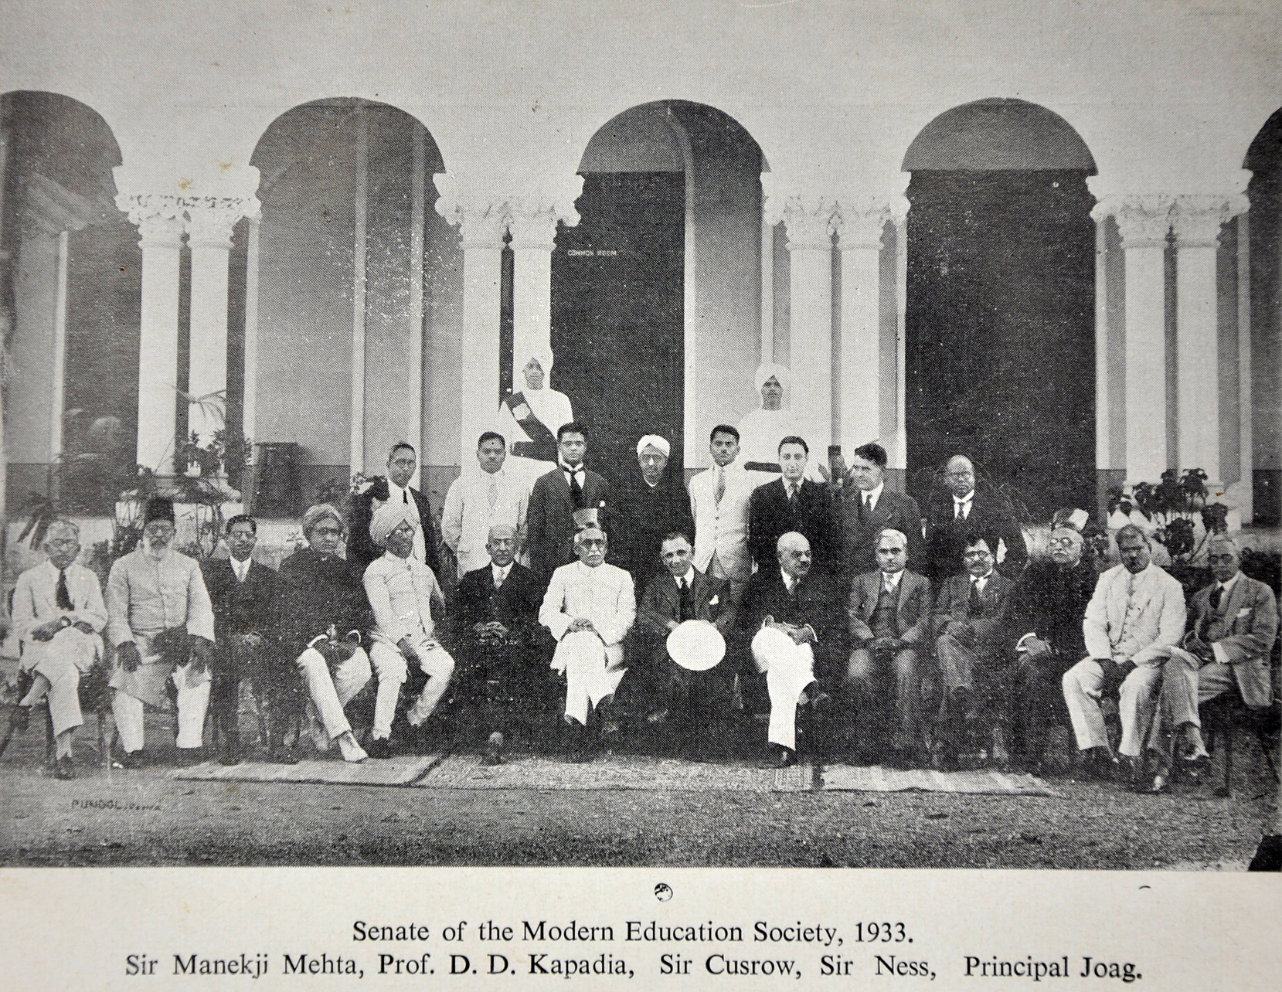 COMMON ROOM
Senate of the Modern Education Society, 1933.
Sir Manekji Mehta, Prof. D. D. Kapadia, Sir Cusrow, Sir Ness, Principal Joag.